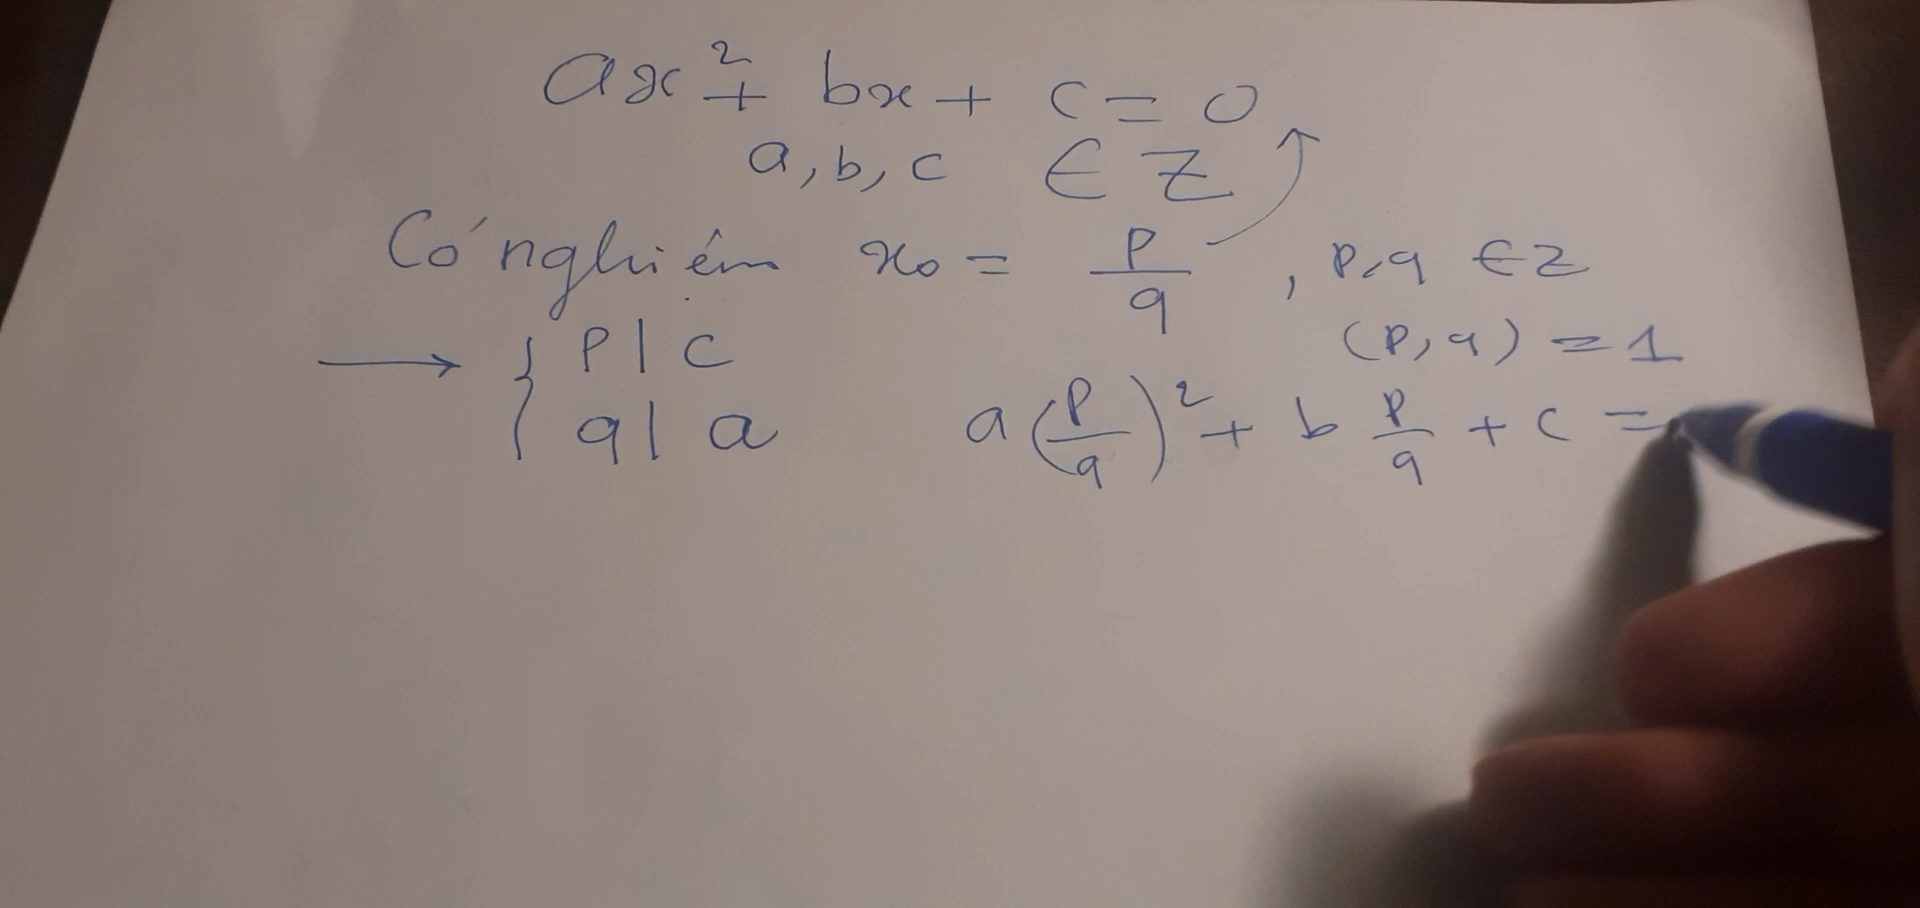 ax² + bx + c = 0
a, b, c ∈ Z
Có nghiệm x₀ = p/q , p,q ∈ Z
→ { p | c (p,q) = 1
q | a a(p/q)² + b p/q + c =